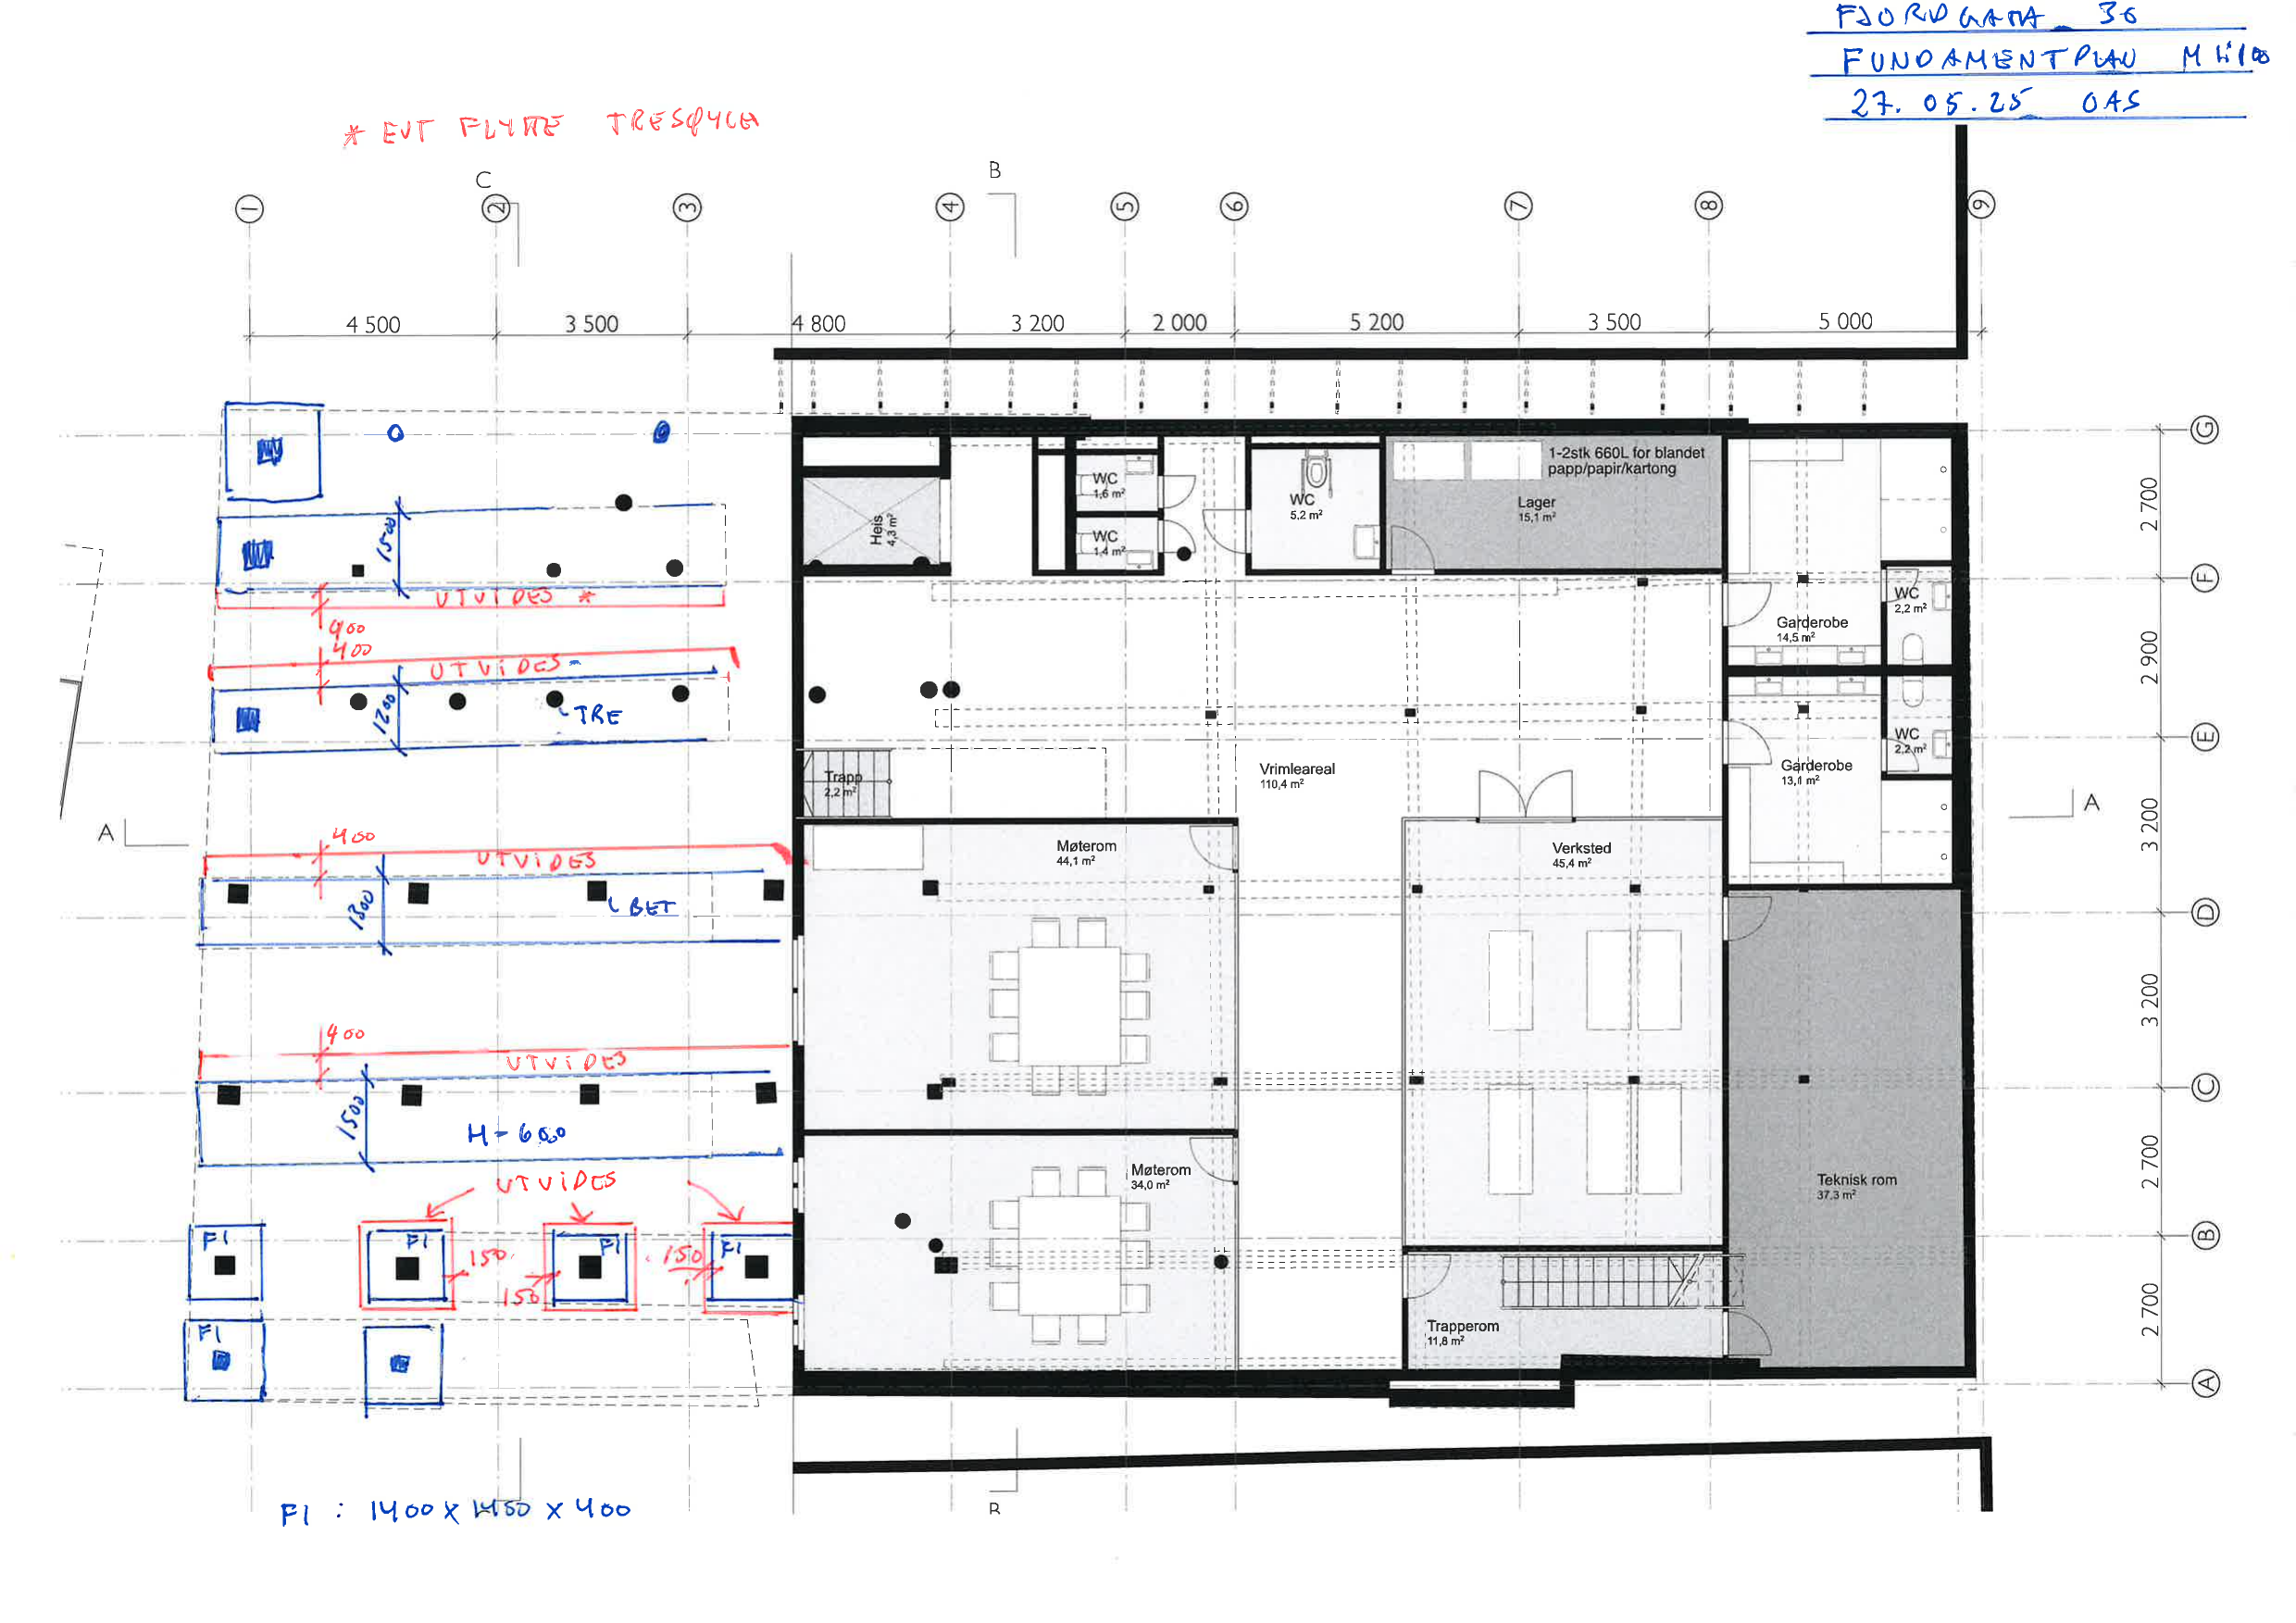 FJORDGATA 36
FUNDAMENTPLAN M 1:100
27.05.25 OAS
* EVT FLYTTE TRESØYLER
C
B
1
2
3
4
5
6
7
8
9
4 500
3 500
4 800
3 200
2 000
5 200
3 500
5 000
G
2 700
F
2 900
E
3 200
D
3 200
C
2 700
B
2 700
A
1500
UTVIDES *
400
400
UTVIDES
1200
TRE
A
A
400
UTVIDES
1300
BET
400
UTVIDES
1500
H=600
UTVIDES
F1
F1
F1
F1
150
150
150
F1
F1 : 1400 x 1400 x 400
Heis
4,3 m²
WC
1,6 m²
WC
1,4 m²
WC
5,2 m²
1-2stk 660L for blandet
papp/papir/kartong
Lager
15,1 m²
Garderobe
14,5 m²
WC
2,2 m²
Garderobe
13,1 m²
WC
2,2 m²
Trapp
2,2 m²
Vrimleareal
110,4 m²
Møterom
44,1 m²
Verksted
45,4 m²
Møterom
34,0 m²
Teknisk rom
37,3 m²
Trapperom
11,8 m²
B